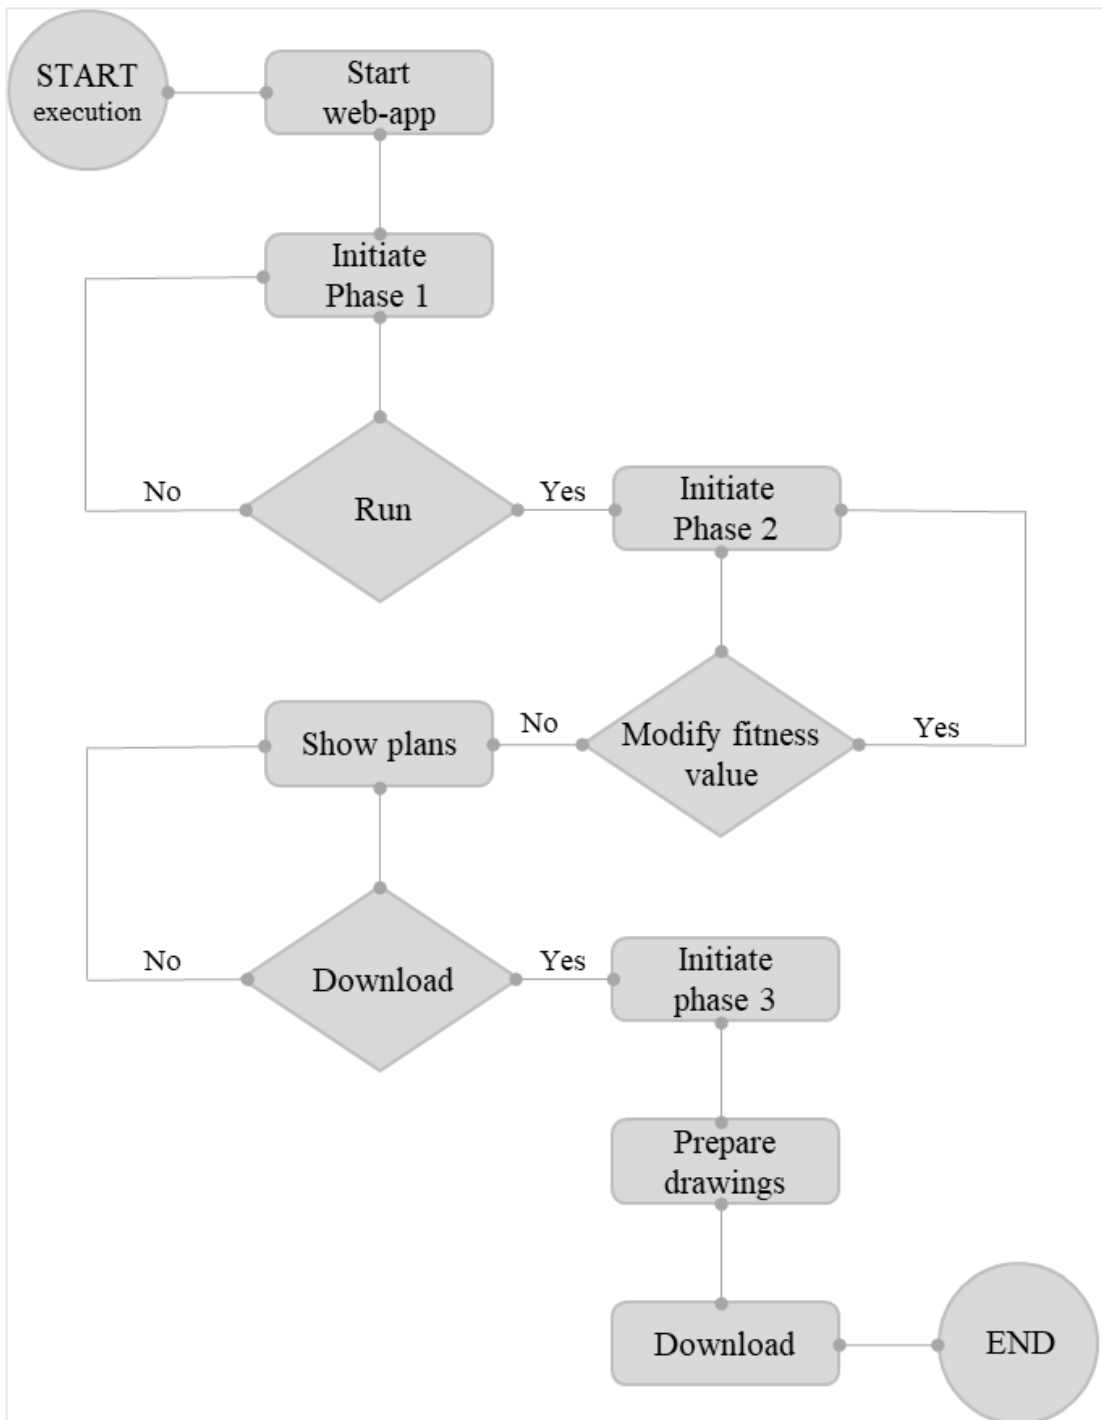 START
execution
Start
web-app
Initiate
Phase 1
No
Run
Yes
Initiate
Phase 2
Show plans
No
Modify fitness
value
Yes
No
Download
Yes
Initiate
phase 3
Prepare
drawings
Download
END